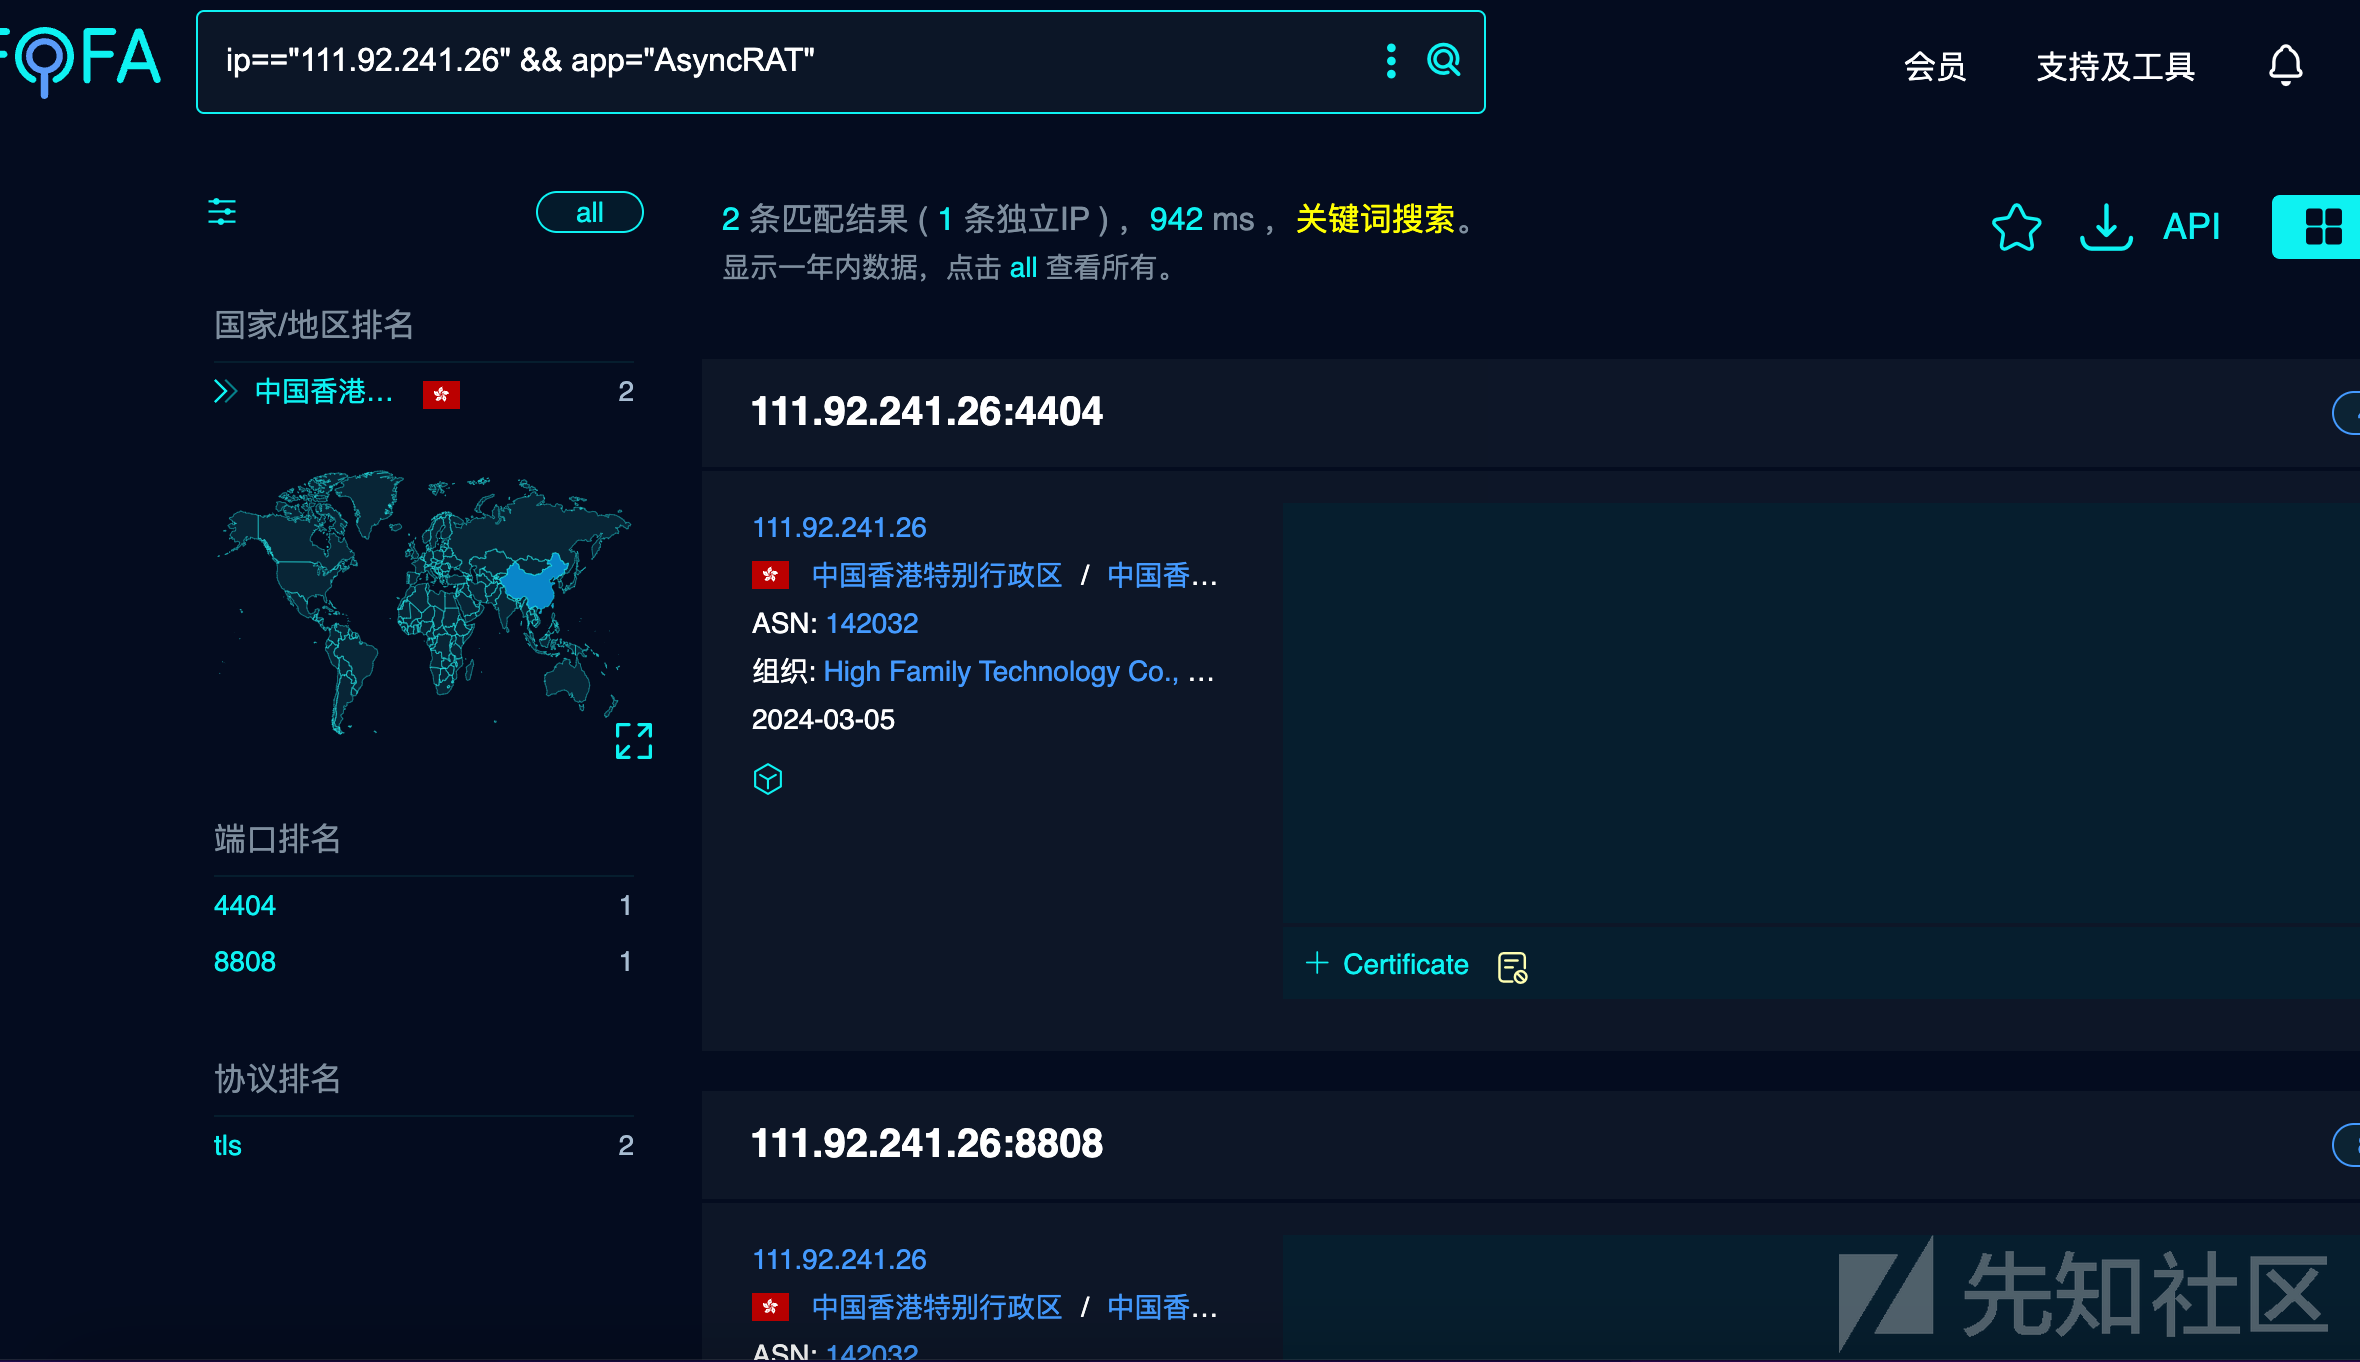 FOFA
ip=="111.92.241.26" && app="AsyncRAT"
会员
支持及工具
all
2 条匹配结果 ( 1 条独立IP ) ，942 ms ，关键词搜索。
显示一年内数据，点击 all 查看所有。
API
国家/地区排名
中国香港... 2
端口排名
4404 1
8808 1
协议排名
tls 2
111.92.241.26:4404
111.92.241.26
中国香港特别行政区 / 中国香...
ASN: 142032
组织: High Family Technology Co., ...
2024-03-05
+ Certificate
111.92.241.26:8808
111.92.241.26
中国香港特别行政区 / 中国香...
ASN: 142032
先知社区